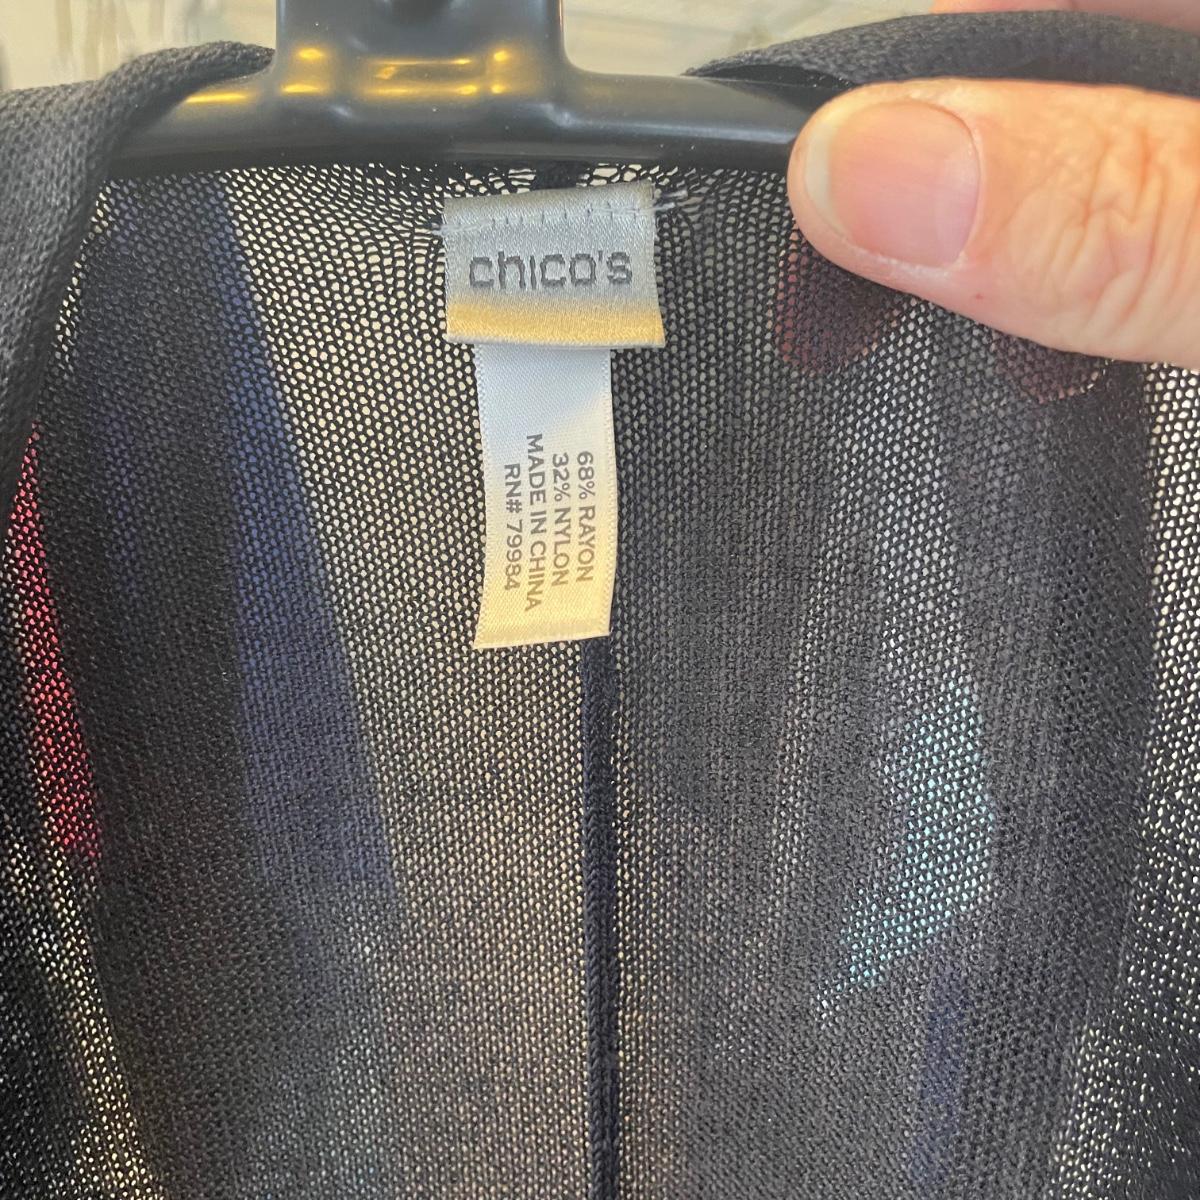 chico's
68% RAYON
32% NYLON
MADE IN CHINA
RN# 79984